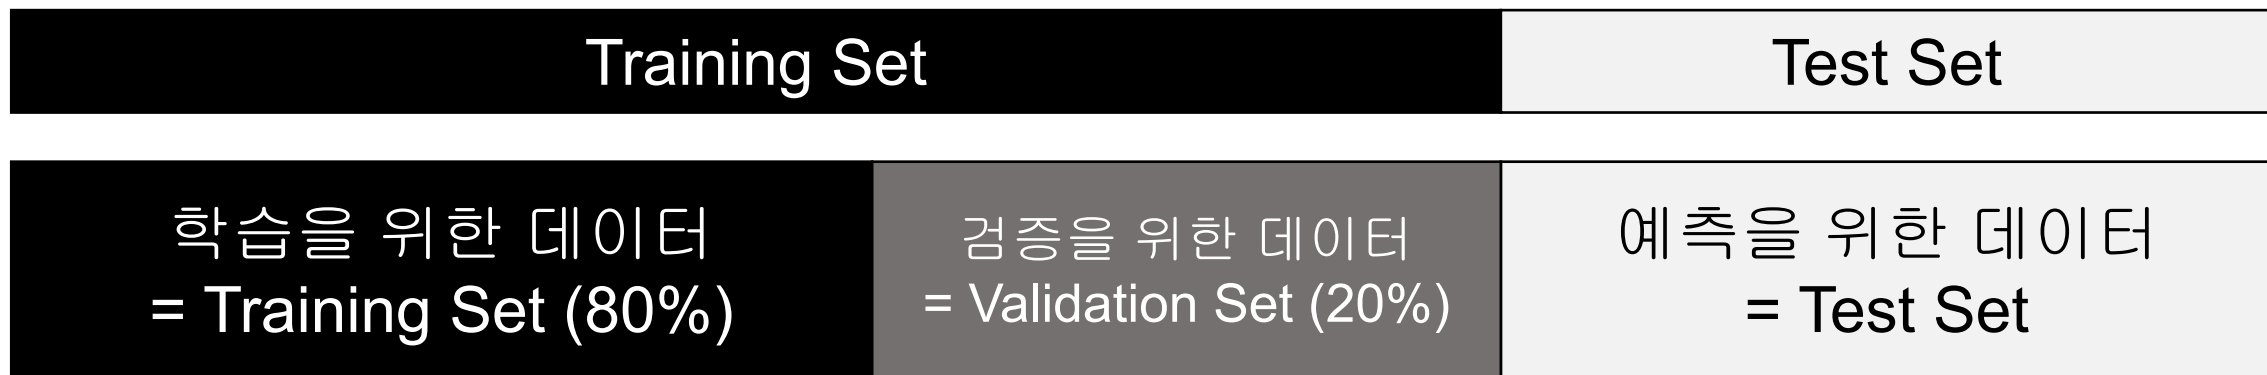 Training Set
Test Set
학습을 위한 데이터
= Training Set (80%)
검증을 위한 데이터
= Validation Set (20%)
예측을 위한 데이터
= Test Set